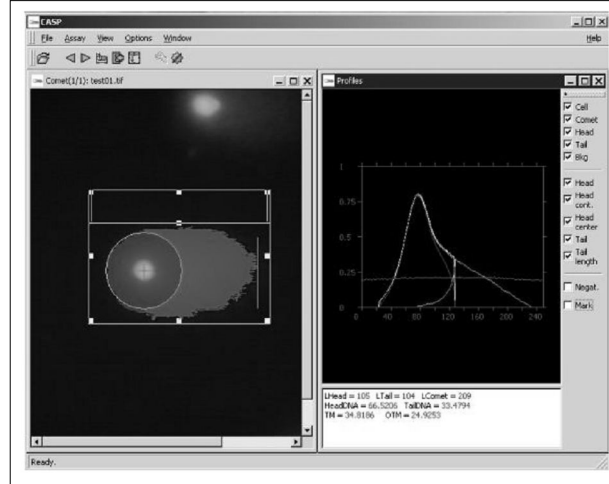 CASP
File Assay View Options Window Help
Comet(1/1): test01.tif
Profiles
Cell
Comet
Head
Tail
Bkg
Head
Head cont.
Head center
Tail
Tail length
Negat.
Mark
1
0.75
0.5
0.25
0
0 40 80 120 160 200 240
LHead = 105 LTail = 104 LComet = 209
HeadDNA = 66.5206 TailDNA = 33.4794
TM = 34.8186 OTM = 24.9253
Ready.